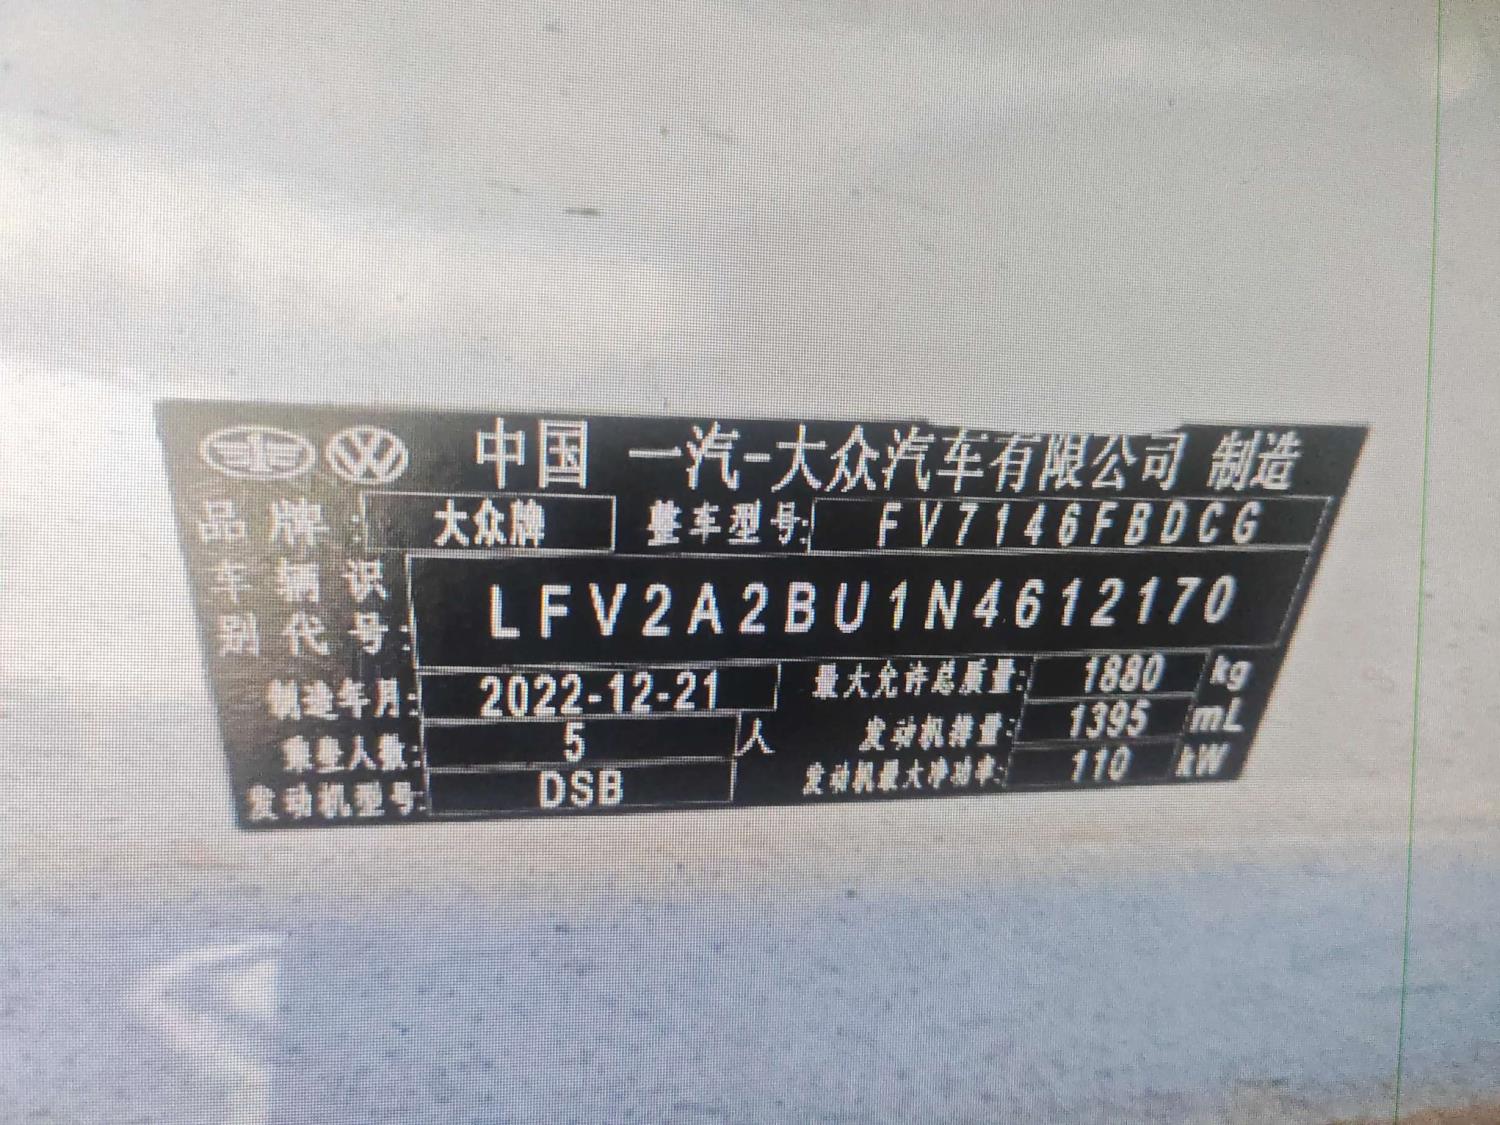 中国 一汽-大众汽车有限公司 制造
品牌: 大众牌 整车型号: FV7146FBDCG
车辆识别代号: LFV2A2BU1N4612170
制造年月: 2022-12-21 最大允许总质量: 1880 kg
乘坐人数: 5 人 发动机排量: 1395 mL
发动机型号: DSB 发动机最大净功率: 110 kW